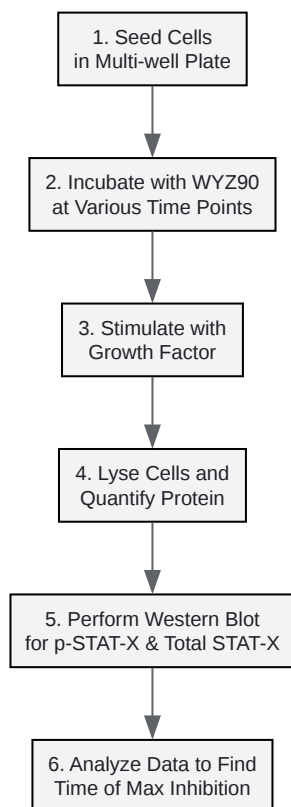 1. Seed Cells
in Multi-well Plate
2. Incubate with WYZ90
at Various Time Points
3. Stimulate with
Growth Factor
4. Lyse Cells and
Quantify Protein
5. Perform Western Blot
for p-STAT-X & Total STAT-X
6. Analyze Data to Find
Time of Max Inhibition